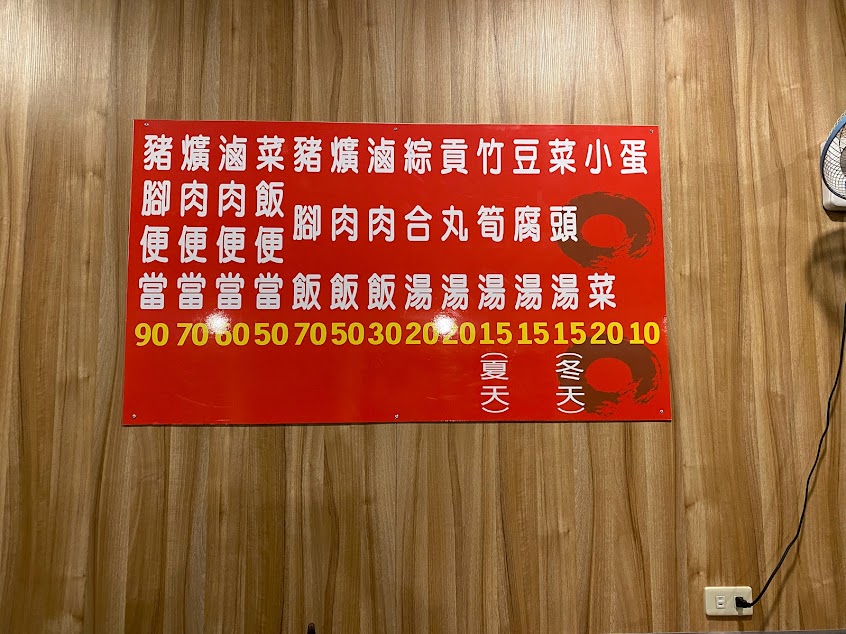 豬腳便當 90
爌肉便當 70
滷肉便當 60
菜飯便當 50
豬腳飯 70
爌肉飯 50
滷肉飯 30
綜合湯 20
貢丸湯 20
竹筍湯 15 (夏天)
豆腐湯 15
菜頭湯 15 (冬天)
小菜 20
蛋 10